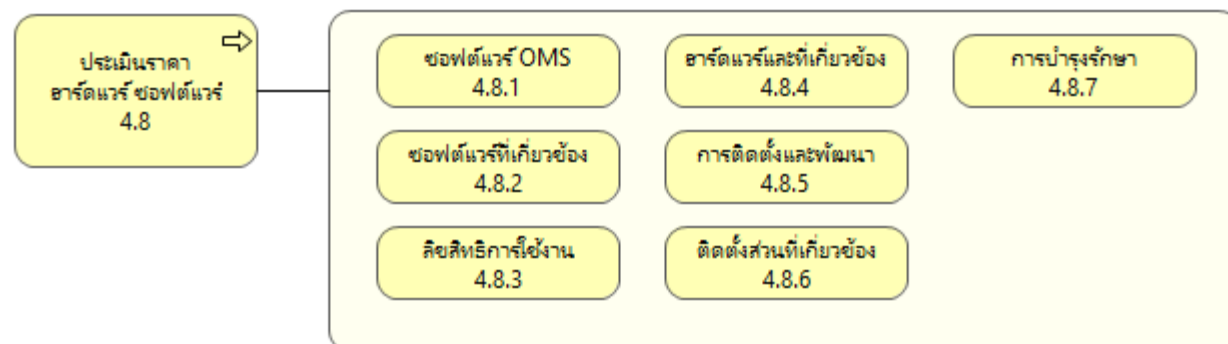 ประเมินราคา
ฮาร์ดแวร์ ซอฟต์แวร์
4.8
ซอฟต์แวร์ OMS
4.8.1
ซอฟต์แวร์ที่เกี่ยวข้อง
4.8.2
ลิขสิทธิการใช้งาน
4.8.3
ฮาร์ดแวร์และที่เกี่ยวข้อง
4.8.4
การติดตั้งและพัฒนา
4.8.5
ติดตั้งส่วนที่เกี่ยวข้อง
4.8.6
การบำรุงรักษา
4.8.7